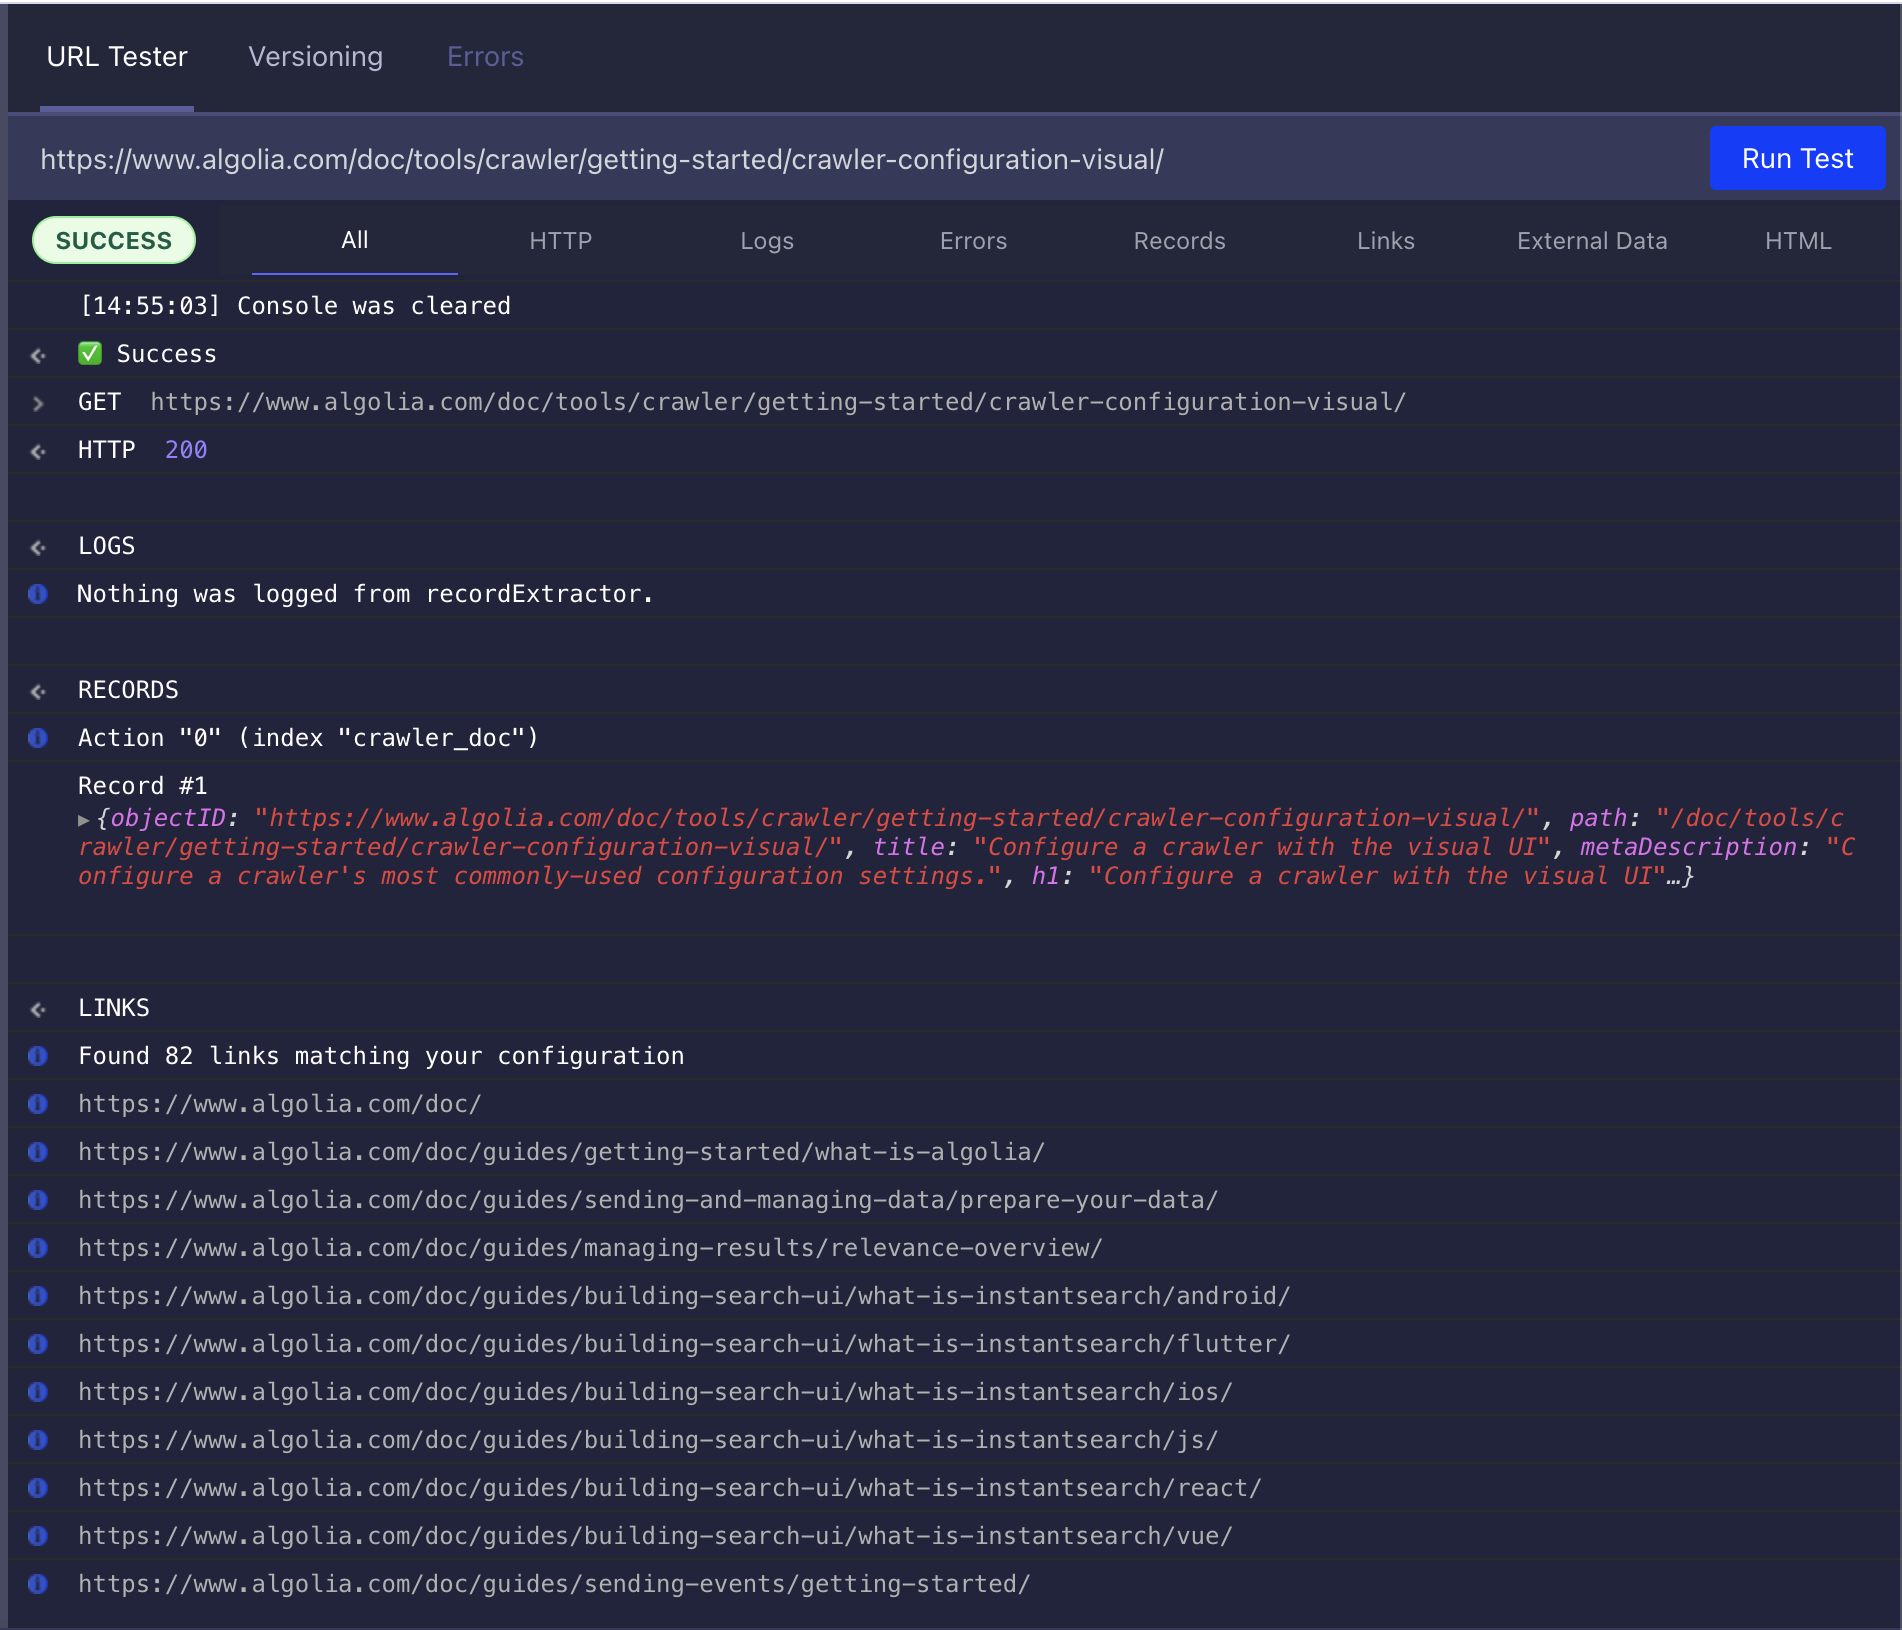 URL Tester Versioning Errors
https://www.algolia.com/doc/tools/crawler/getting-started/crawler-configuration-visual/ Run Test
SUCCESS All HTTP Logs Errors Records Links External Data HTML
[14:55:03] Console was cleared
✅ Success
GET https://www.algolia.com/doc/tools/crawler/getting-started/crawler-configuration-visual/
HTTP 200
LOGS
Nothing was logged from recordExtractor.
RECORDS
Action "0" (index "crawler_doc")
Record #1
▶{objectID: "https://www.algolia.com/doc/tools/crawler/getting-started/crawler-configuration-visual/", path: "/doc/tools/c
rawler/getting-started/crawler-configuration-visual/", title: "Configure a crawler with the visual UI", metaDescription: "C
onfigure a crawler's most commonly-used configuration settings.", h1: "Configure a crawler with the visual UI"…}
LINKS
Found 82 links matching your configuration
https://www.algolia.com/doc/
https://www.algolia.com/doc/guides/getting-started/what-is-algolia/
https://www.algolia.com/doc/guides/sending-and-managing-data/prepare-your-data/
https://www.algolia.com/doc/guides/managing-results/relevance-overview/
https://www.algolia.com/doc/guides/building-search-ui/what-is-instantsearch/android/
https://www.algolia.com/doc/guides/building-search-ui/what-is-instantsearch/flutter/
https://www.algolia.com/doc/guides/building-search-ui/what-is-instantsearch/ios/
https://www.algolia.com/doc/guides/building-search-ui/what-is-instantsearch/js/
https://www.algolia.com/doc/guides/building-search-ui/what-is-instantsearch/react/
https://www.algolia.com/doc/guides/building-search-ui/what-is-instantsearch/vue/
https://www.algolia.com/doc/guides/sending-events/getting-started/